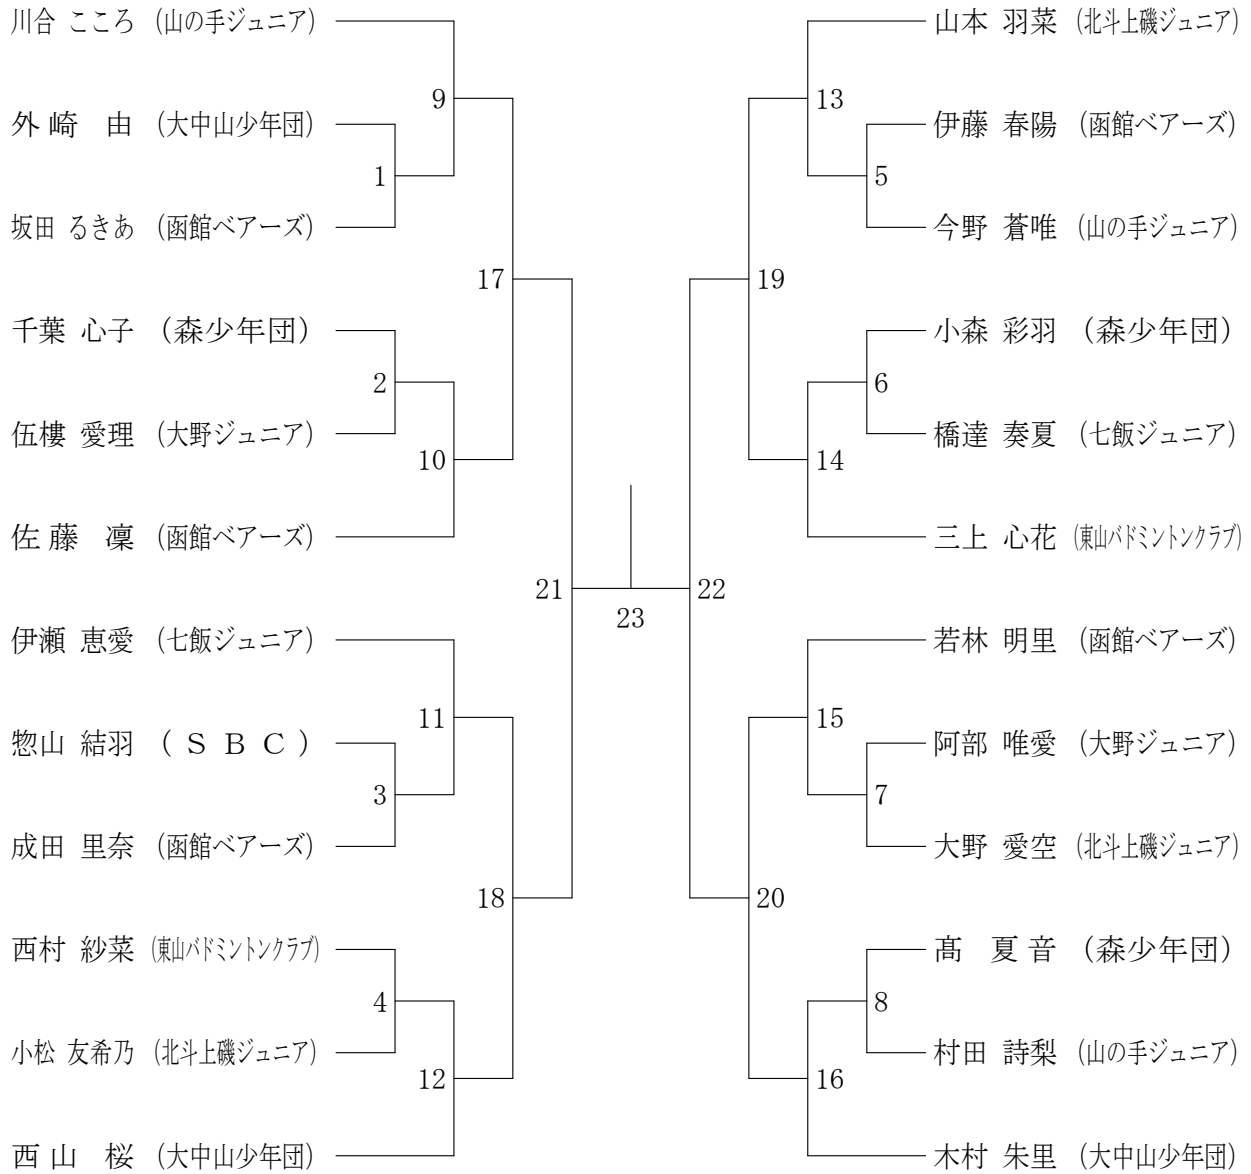 川合 こころ (山の手ジュニア)
9
外崎 由 (大中山少年団)
1
坂田 るきあ (函館ベアーズ)
17
千葉 心子 (森少年団)
2
伍樓 愛理 (大野ジュニア)
10
佐藤 凜 (函館ベアーズ)
21
伊瀬 恵愛 (七飯ジュニア)
11
惣山 結羽 (SBC)
3
成田 里奈 (函館ベアーズ)
18
西村 紗菜 (東山バドミントンクラブ)
4
小松 友希乃 (北斗上磯ジュニア)
12
西山 桜 (大中山少年団)
23
山本 羽菜 (北斗上磯ジュニア)
13
伊藤 春陽 (函館ベアーズ)
5
今野 蒼唯 (山の手ジュニア)
19
小森 彩羽 (森少年団)
6
橋達 奏夏 (七飯ジュニア)
14
三上 心花 (東山バドミントンクラブ)
22
若林 明里 (函館ベアーズ)
15
阿部 唯愛 (大野ジュニア)
7
大野 愛空 (北斗上磯ジュニア)
20
髙 夏音 (森少年団)
8
村田 詩梨 (山の手ジュニア)
16
木村 朱里 (大中山少年団)